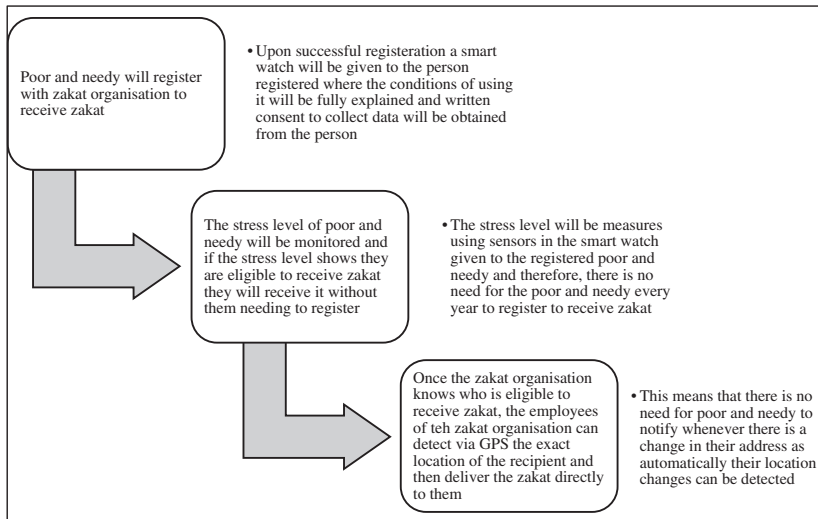 Poor and needy will register
with zakat organisation to
receive zakat
• Upon successful registeration a smart
watch will be given to the person
registered where the conditions of using
it will be fully explained and written
consent to collect data will be obtained
from the person
The stress level of poor and
needy will be monitored and
if the stress level shows they
are eligible to receive zakat
they will receive it without
them needing to register
• The stress level will be measures
using sensors in the smart watch
given to the registered poor and
needy and therefore, there is no
need for the poor and needy every
year to register to receive zakat
Once the zakat organisation
knows who is eligible to
receive zakat, the employees
of teh zakat organisation can
detect via GPS the exact
location of the recipient and
then deliver the zakat directly
to them
• This means that there is no
need for poor and needy to
notify whenever there is a
change in their address as
automatically their location
changes can be detected